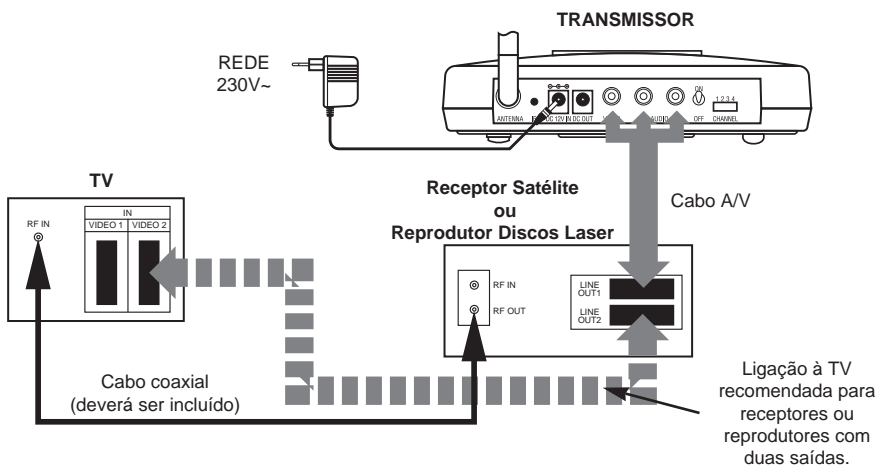 TRANSMISSOR
REDE
230V~
ANTENNA
DC 12V IN DC OUT
AUDIO
ON
OFF
1 2 3 4
CHANNEL
TV
RF IN
IN
VIDEO 1
VIDEO 2
Receptor Satélite
ou
Reprodutor Discos Laser
Cabo A/V
RF IN
RF OUT
LINE
OUT1
LINE
OUT2
Cabo coaxial
(deverá ser incluído)
Ligação à TV
recomendada para
receptores ou
reprodutores com
duas saídas.